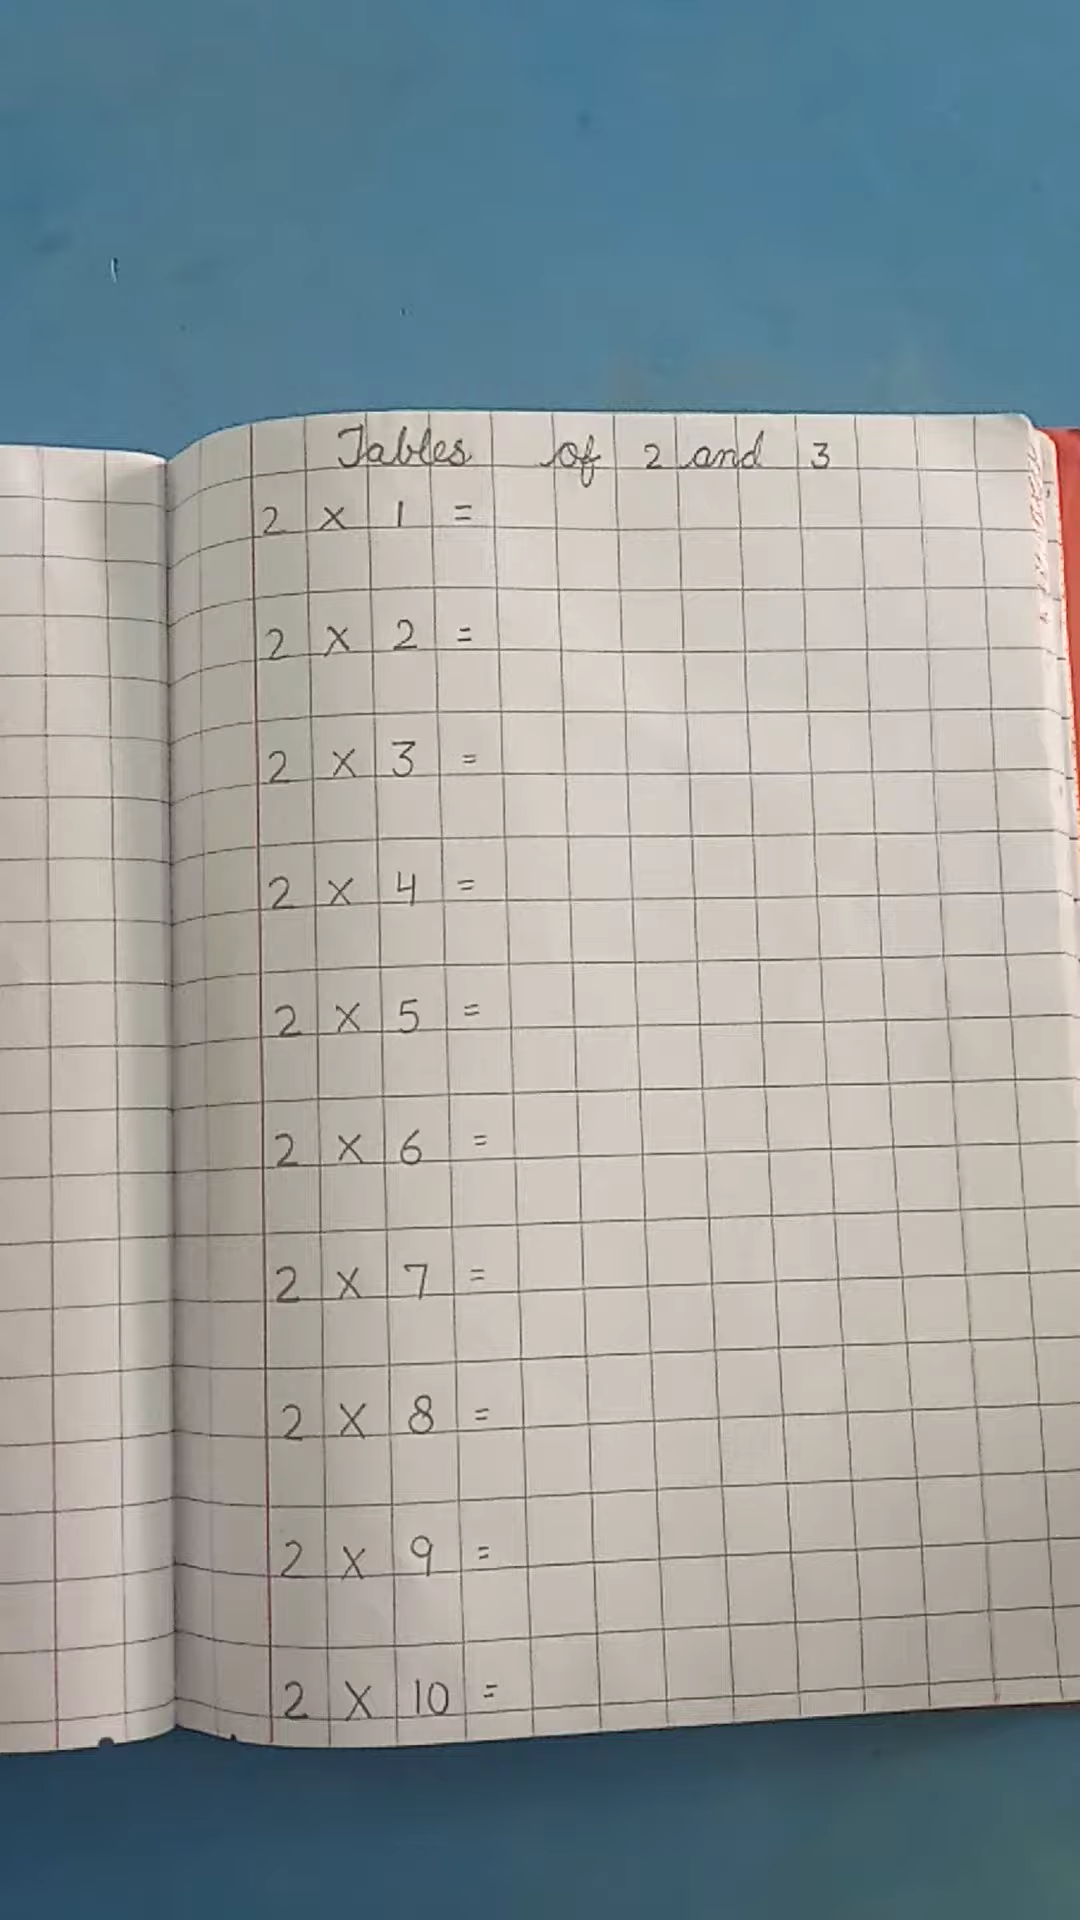 Tables of 2 and 3
2 × 1 =
2 × 2 =
2 × 3 =
2 × 4 =
2 × 5 =
2 × 6 =
2 × 7 =
2 × 8 =
2 × 9 =
2 × 10 =